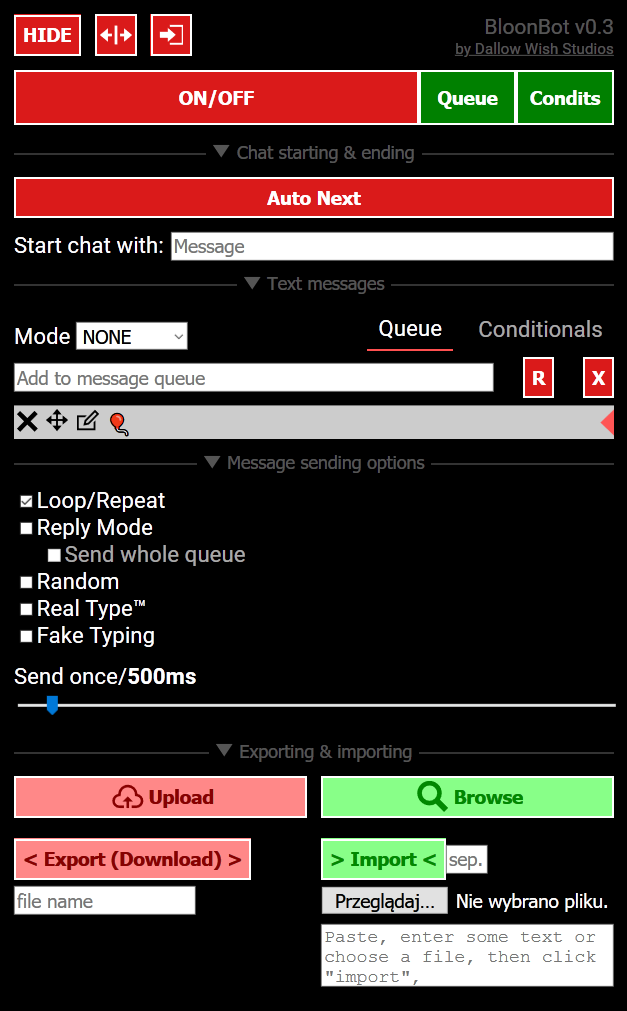 HIDE
BloonBot v0.3
by Dallow Wish Studios
ON/OFF Queue Condits
▼ Chat starting & ending
Auto Next
Start chat with: Message
▼ Text messages
Mode NONE Queue Conditionals
Add to message queue R X
▼ Message sending options
Loop/Repeat
Reply Mode
Send whole queue
Random
Real Type™
Fake Typing
Send once/500ms
▼ Exporting & importing
Upload Browse
< Export (Download) > > Import < sep.
file name Przeglądaj... Nie wybrano pliku.
Paste, enter some text or
choose a file, then click
"import",